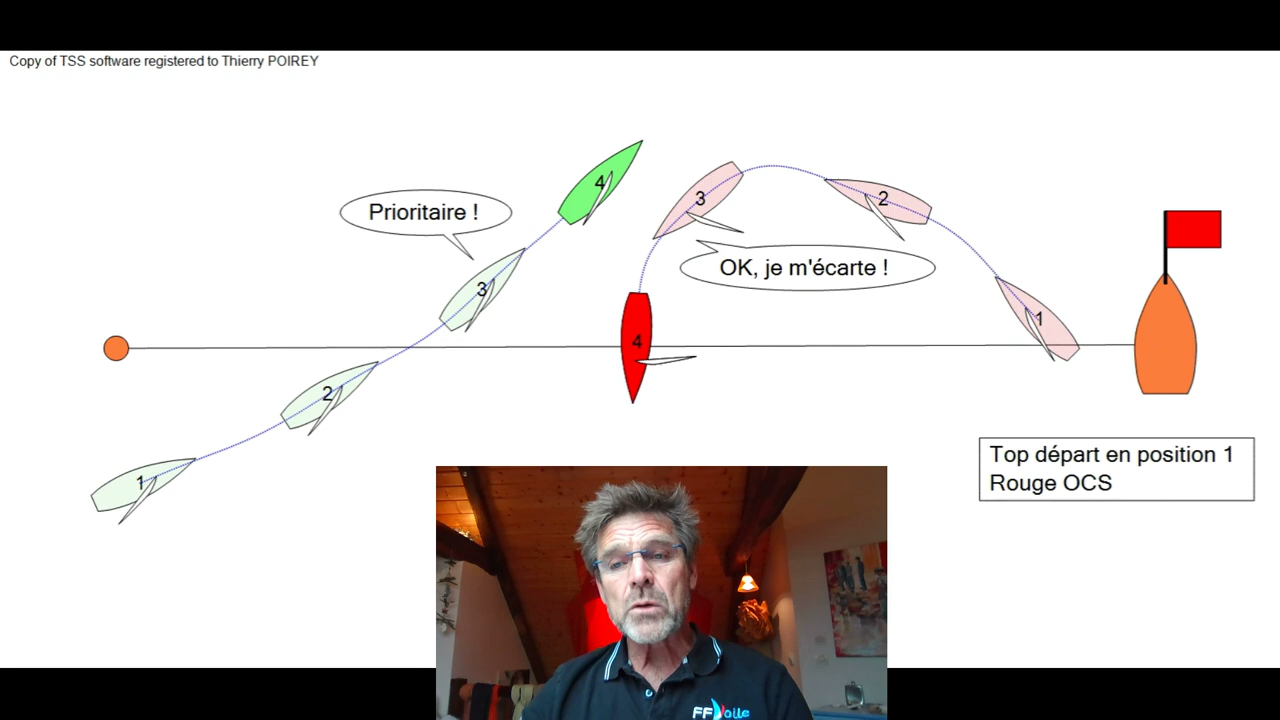 Copy of TSS software registered to Thierry POIREY
4
Prioritaire !
3
2
3
OK, je m'écarte !
2
1
4
1
Top départ en position 1
Rouge OCS
FFVoile